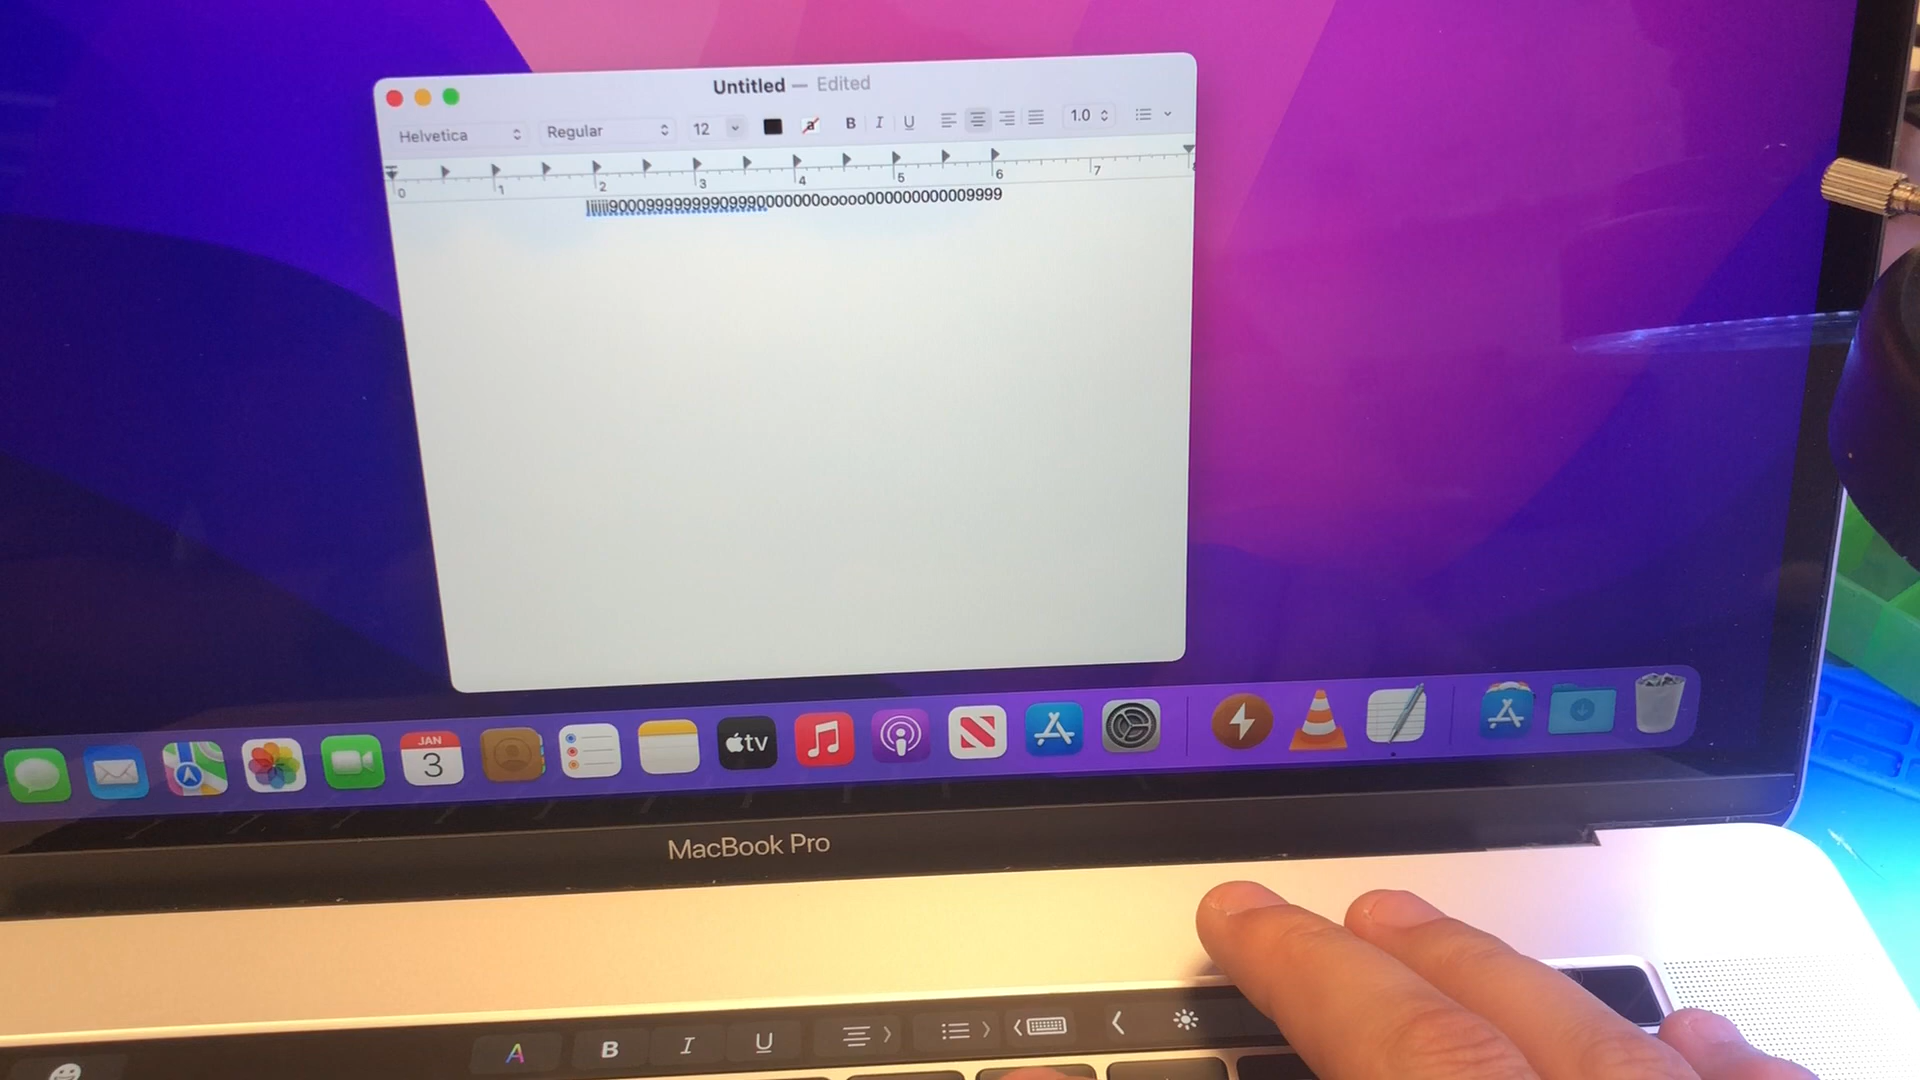 Untitled — Edited
Helvetica Regular 12 a B I U 1.0
0 1 2 3 4 5 6 7
JAN
3
tv
MacBook Pro
A B I U